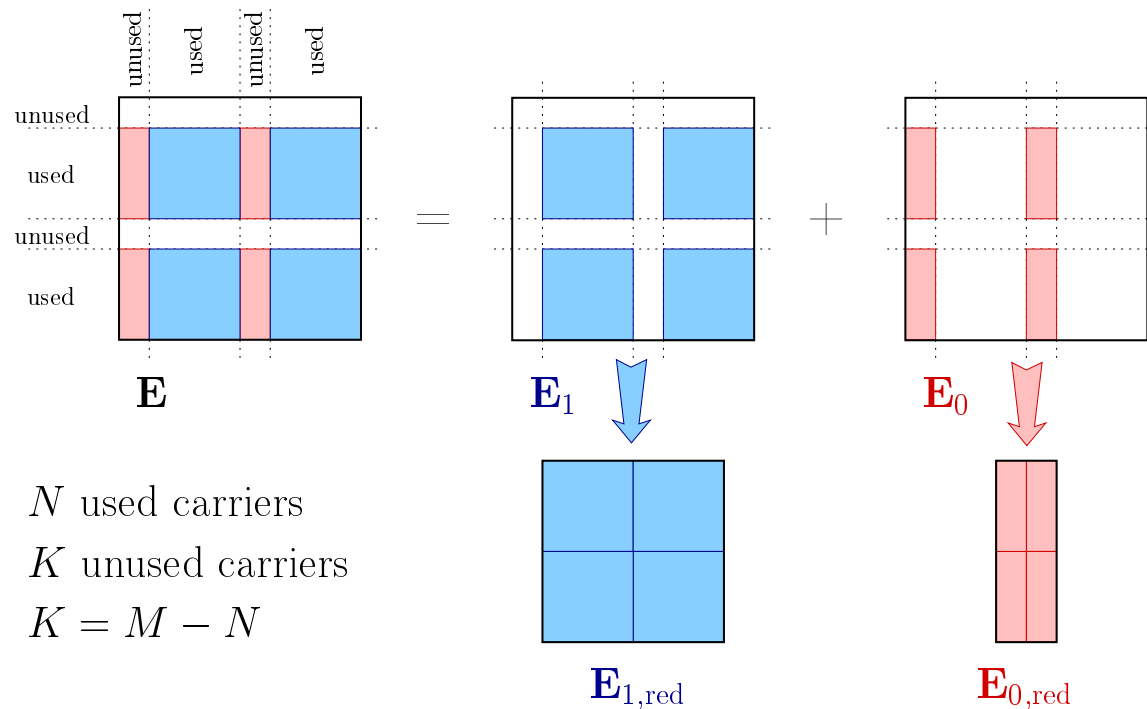 unused used unused used
unused
used
=
+
unused
used
E
E₁
E₀
N used carriers
K unused carriers
K = M − N
E₁,red
E₀,red